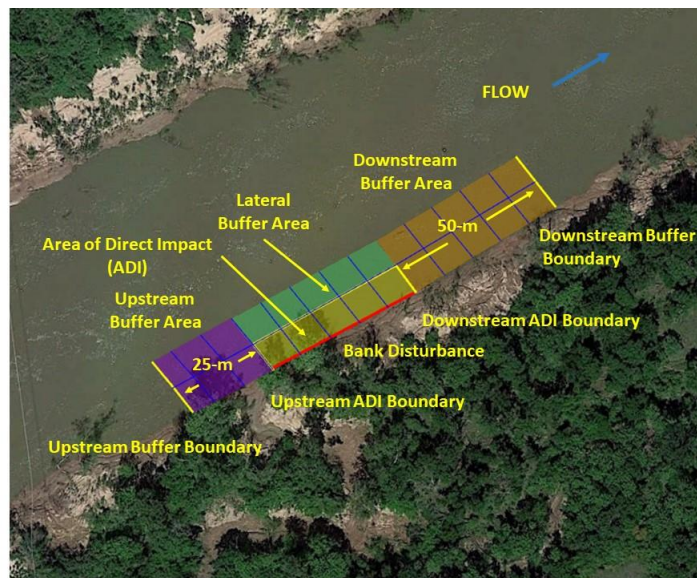 FLOW
Downstream
Buffer Area
Lateral
Buffer Area
Area of Direct Impact
(ADI)
50-m
Downstream Buffer
Boundary
Upstream
Buffer Area
Downstream ADI Boundary
Bank Disturbance
25-m
Upstream ADI Boundary
Upstream Buffer Boundary